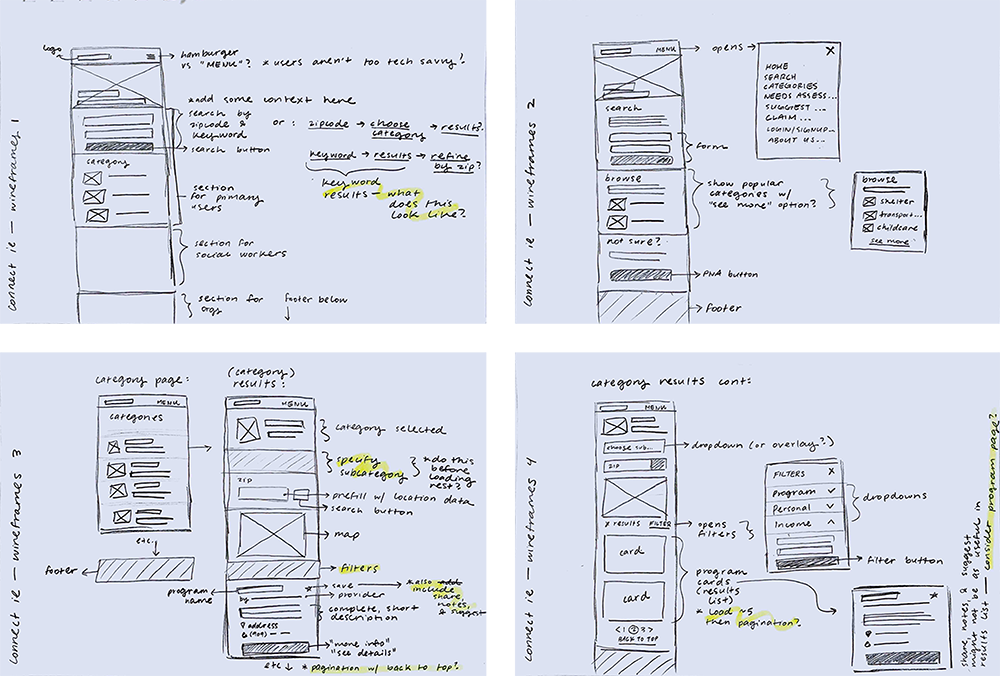 connect ie — wireframes 1
logo
hamburger
vs "MENU"? * users aren't too tech savvy?
*add some context here
search by
zipcode &
keyword
or: zipcode → choose category → results?
search button
keyword → results → refine by zip?
category
keyword
results — what
does this
look like?
section
for primary
users
section for
social workers
section for
orgs
footer below
connect ie — wireframes 2
MENU
opens
X
HOME
SEARCH
CATEGORIES
NEEDS ASSESS...
SUGGEST ...
CLAIM...
LOGIN/SIGNUP...
ABOUT US...
search
form
browse
show popular
categories w/
"see more" option?
browse
shelter
transport...
childcare
see more
not sure?
PNA button
footer
connect ie — wireframes 3
category page:
MENU
categories
etc.
footer
(category)
results:
MENU
category selected
specify
subcategory
*do this
before
loading
rest?
zip
prefill w/ location data
search button
map
filters
program
name
save
*also add
include
share,
notes,
& suggest
by
provider
complete, short
description
address
(909)
"more info"
"see details"
etc ↓ * pagination w/ back to top?
connect ie — wireframes 4
category results cont:
MENU
choose sub...
dropdown (or overlay?)
zip
x results FILTER
opens
filters
FILTERS X
program
Personal
Income
dropdowns
filter button
card
card
program
cards
(results
list)
* Load ~5
then pagination?
<1 2 3>
BACK TO TOP
share, notes, & suggest
might not be as useful in
results list — consider program page?